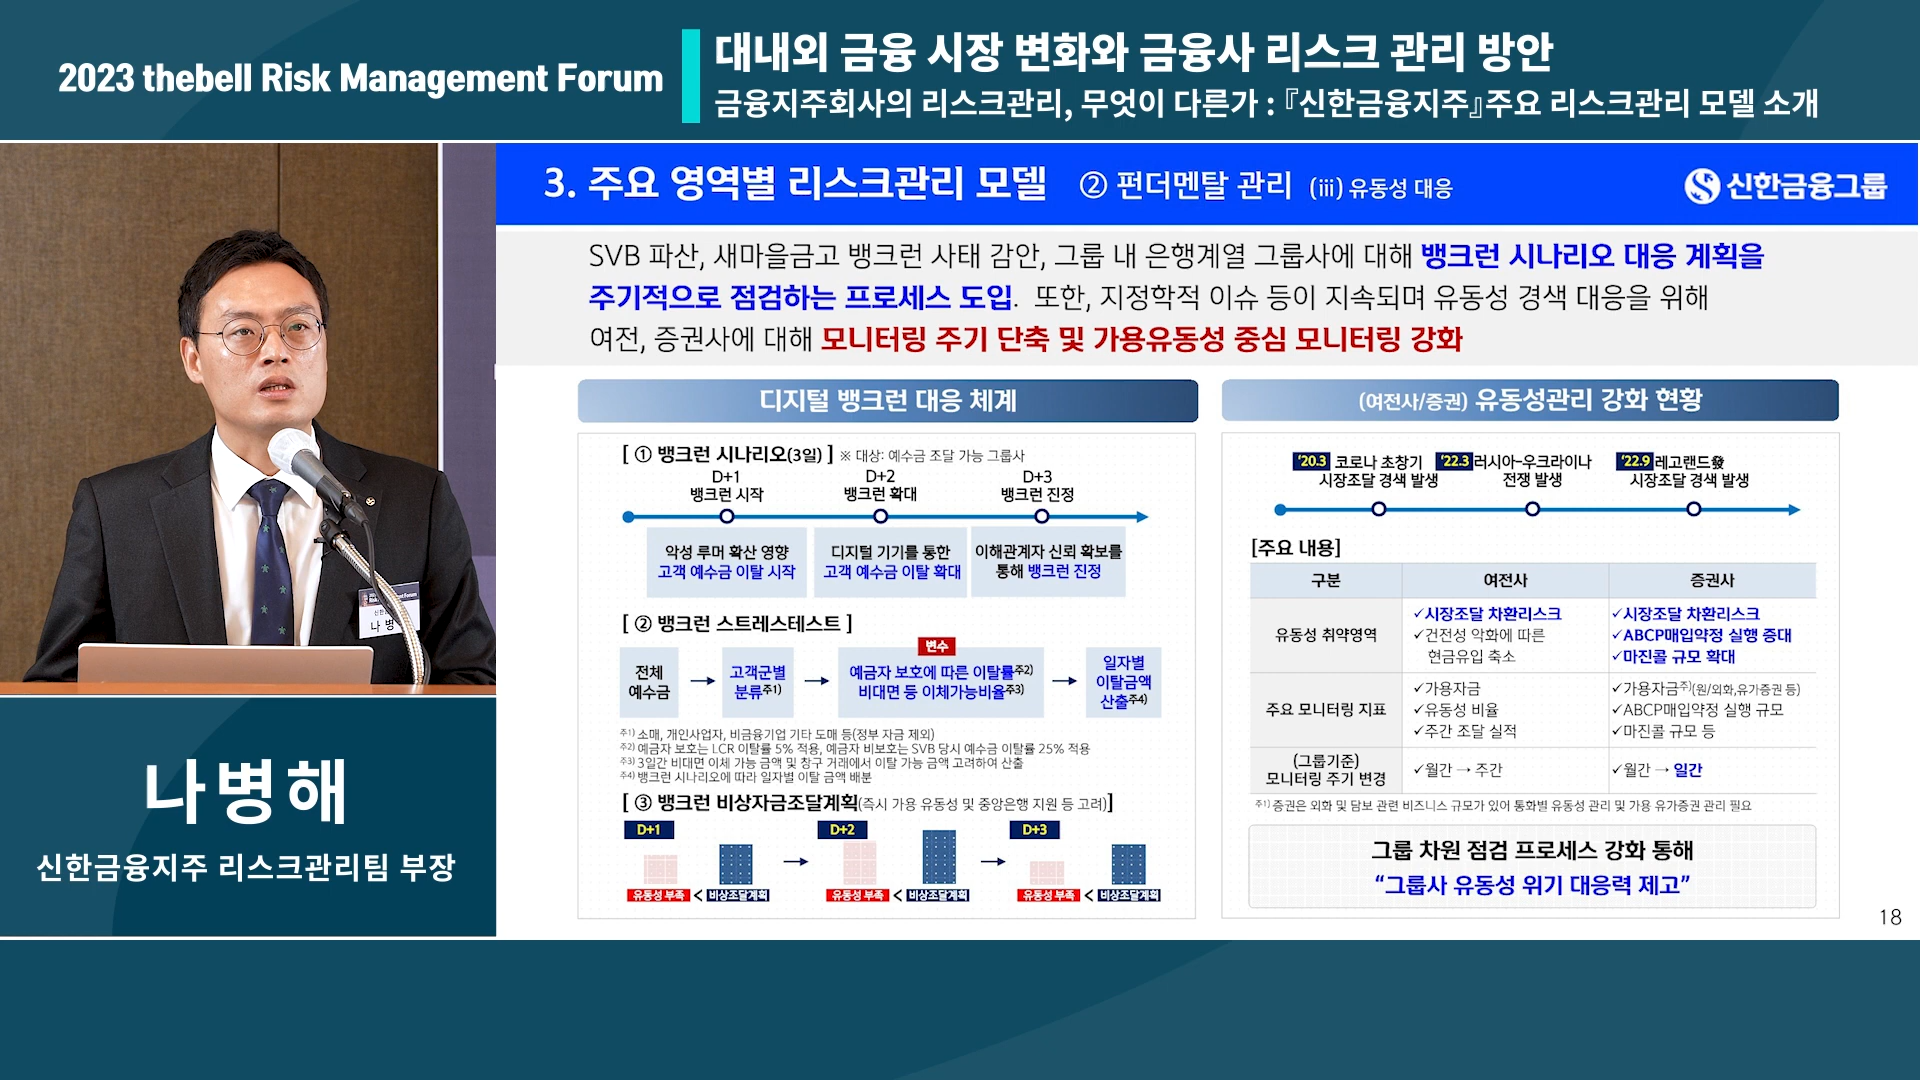 2023 thebell Risk Management Forum
대내외 금융 시장 변화와 금융사 리스크 관리 방안
금융지주회사의 리스크관리, 무엇이 다른가 : 『신한금융지주』주요 리스크관리 모델 소개
3. 주요 영역별 리스크관리 모델 ② 펀더멘탈 관리 (iii) 유동성 대응
신한금융그룹
SVB 파산, 새마을금고 뱅크런 사태 감안, 그룹 내 은행계열 그룹사에 대해 뱅크런 시나리오 대응 계획을
주기적으로 점검하는 프로세스 도입. 또한, 지정학적 이슈 등이 지속되며 유동성 경색 대응을 위해
여전, 증권사에 대해 모니터링 주기 단축 및 가용유동성 중심 모니터링 강화
디지털 뱅크런 대응 체계
[ ① 뱅크런 시나리오(3일) ] ※ 대상: 예수금 조달 가능 그룹사
D+1 D+2 D+3
뱅크런 시작 뱅크런 확대 뱅크런 진정
악성 루머 확산 영향 디지털 기기를 통한 이해관계자 신뢰 확보를
고객 예수금 이탈 시작 고객 예수금 이탈 확대 통해 뱅크런 진정
[ ② 뱅크런 스트레스테스트 ]
변수
전체
예수금
고객군별
분류주1)
예금자 보호에 따른 이탈률주2)
비대면 등 이체가능비율주3)
일자별
이탈금액
산출주4)
주1) 소매, 개인사업자, 비금융기업 기타 도매 등(정부 자금 제외)
주2) 예금자 보호는 LCR 이탈률 5% 적용, 예금자 비보호는 SVB 당시 예수금 이탈률 25% 적용
주3) 3일간 비대면 이체 가능 금액 및 창구 거래에서 이탈 가능 금액 고려하여 산출
주4) 뱅크런 시나리오에 따라 일자별 이탈 금액 배분
[ ③ 뱅크런 비상자금조달계획(즉시 가용 유동성 및 중앙은행 지원 등 고려)]
D+1 D+2 D+3
유동성 부족 < 비상조달계획 유동성 부족 < 비상조달계획 유동성 부족 < 비상조달계획
(여전사/증권) 유동성관리 강화 현황
'20.3 코로나 초창기 '22.3 러시아-우크라이나 '22.9 레고랜드發
시장조달 경색 발생 전쟁 발생 시장조달 경색 발생
[주요 내용]
구분 여전사 증권사
유동성 취약영역
✓시장조달 차환리스크
✓건전성 악화에 따른
현금유입 축소
✓시장조달 차환리스크
✓ABCP매입약정 실행 증대
✓마진콜 규모 확대
주요 모니터링 지표
✓가용자금
✓유동성 비율
✓주간 조달 실적
✓가용자금주)(원/외화,유가증권 등)
✓ABCP매입약정 실행 규모
✓마진콜 규모 등
(그룹기준)
모니터링 주기 변경
✓월간 → 주간
✓월간 → 일간
주1) 증권은 외화 및 담보 관련 비즈니스 규모가 있어 통화별 유동성 관리 및 가용 유가증권 관리 필요
그룹 차원 점검 프로세스 강화 통해
“그룹사 유동성 위기 대응력 제고”
18
나병해
신한금융지주 리스크관리팀 부장
나 병